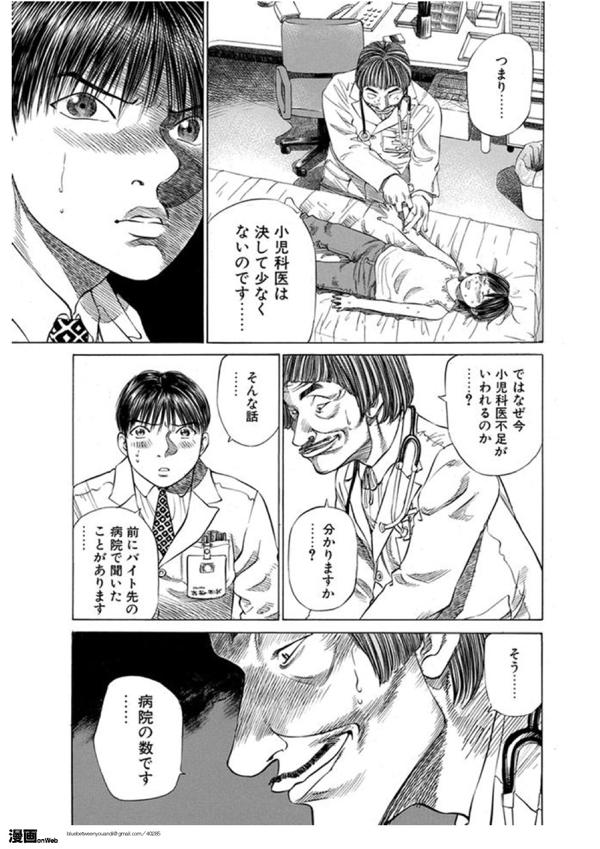 つまり……
小児科医は
決して少なく
ないのです……
ではなぜ今
小児科医不足が
いわれるのか
……?
分かりますか
……?
そんな話
……
前にバイト先の
病院で聞いた
ことがあります
……
そう……
病院の数です
……
漫画onWeb
bluebetweenyouandi@gmail.com/40285